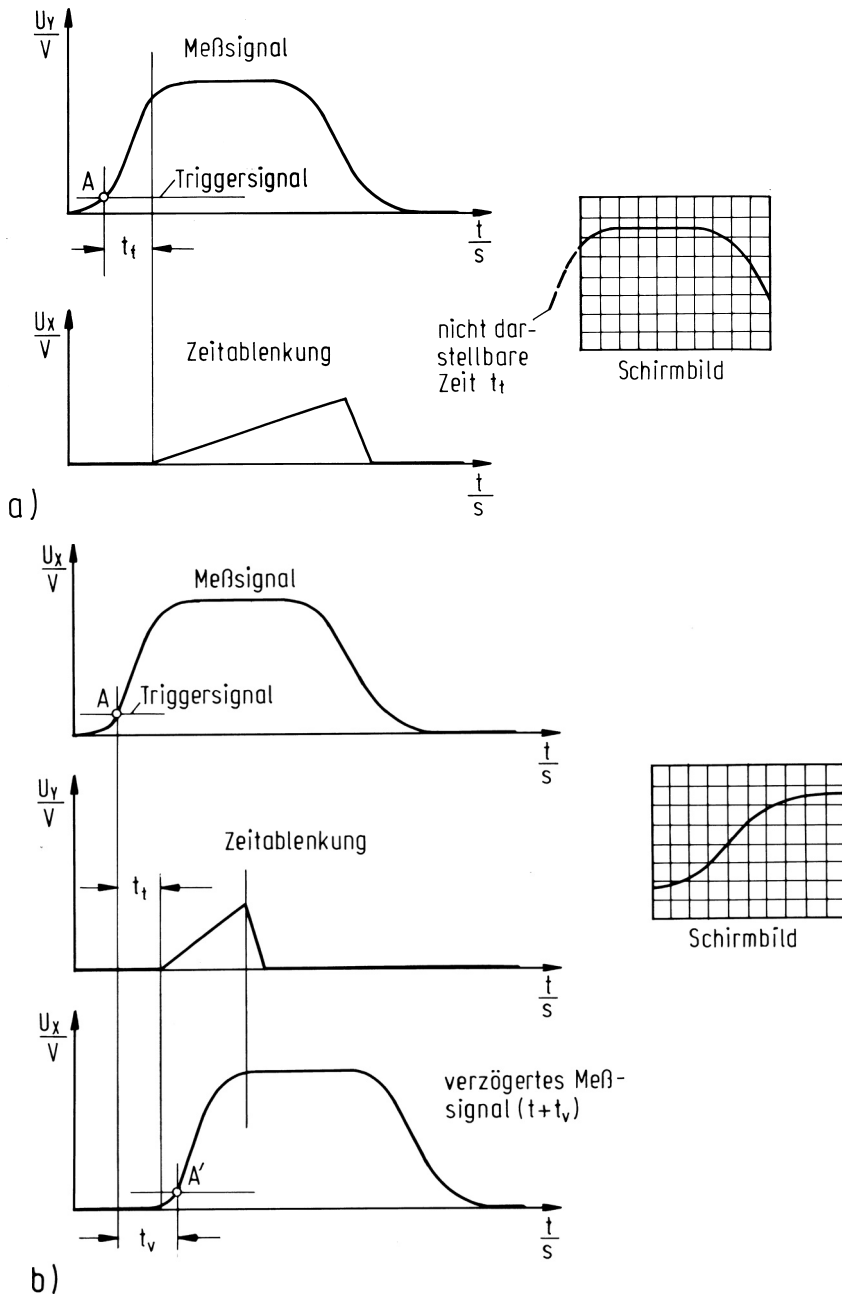 U_Y
V
Meßsignal
A
Triggersignal
t_f
t
s
U_X
V
Zeitablenkung
t
s
nicht dar-
stellbare
Zeit t_t
Schirmbild
a)
U_X
V
Meßsignal
A
Triggersignal
t
s
U_Y
V
Zeitablenkung
t_t
t
s
Schirmbild
U_X
V
verzögertes Meß-
signal (t+t_v)
A'
t_v
t
s
b)